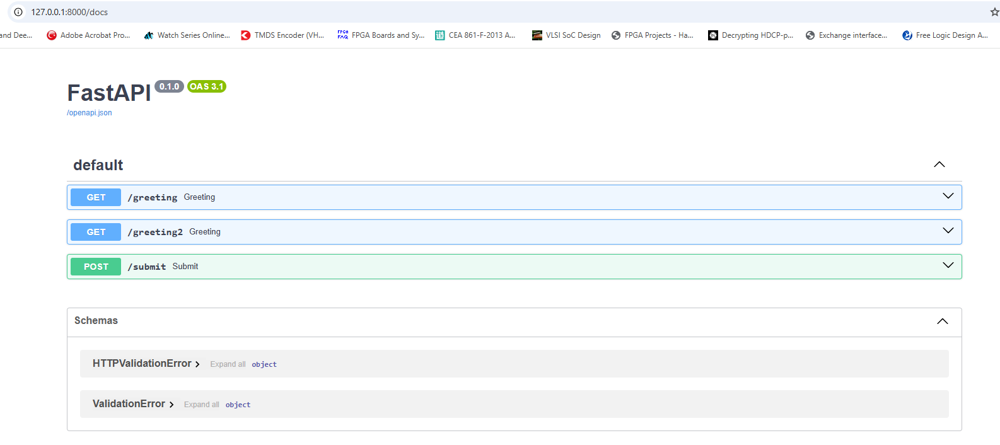 127.0.0.1:8000/docs
and Dee... Adobe Acrobat Pro... Watch Series Online... TMDS Encoder (VH... FPGA FAQ FPGA Boards and Sy... CEA 861-F-2013 A... VLSI SoC Design FPGA Projects - Ha... Decrypting HDCP-p... Exchange interface... Free Logic Design A...
FastAPI 0.1.0 OAS 3.1
/openapi.json
default
GET /greeting Greeting
GET /greeting2 Greeting
POST /submit Submit
Schemas
HTTPValidationError Expand all object
ValidationError Expand all object